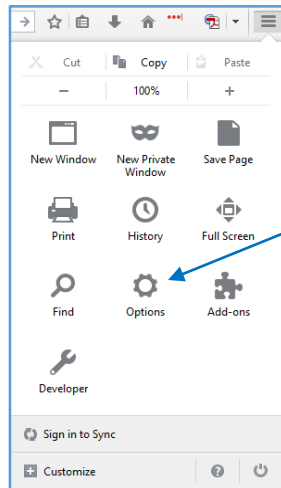 Cut Copy Paste
− 100% +
New Window New Private Window Save Page
Print History Full Screen
Find Options Add-ons
Developer
Sign in to Sync
Customize